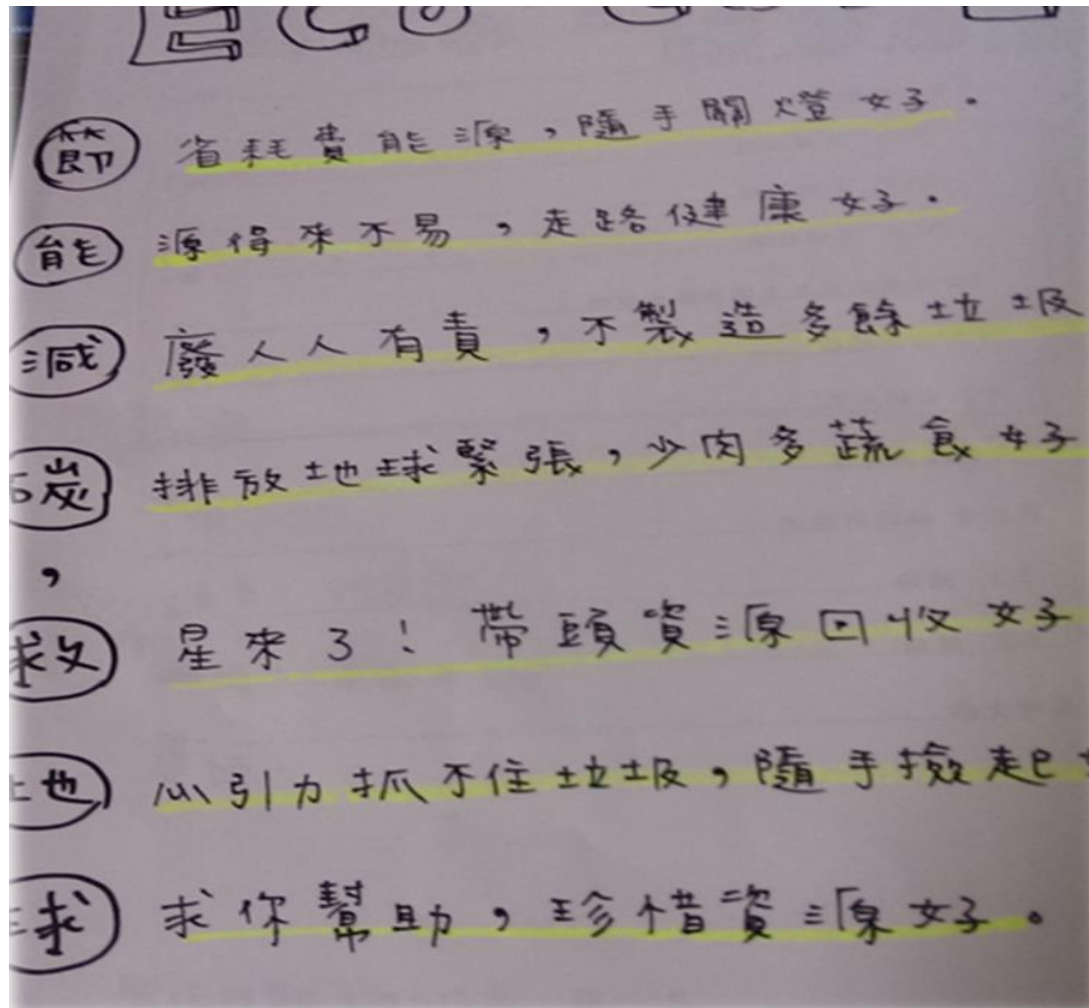 ECO
節 省耗費能源，隨手關燈好。
能 源得來不易，走路健康好。
減 廢人人有責，不製造多餘垃圾
碳 排放地球緊張，少肉多蔬食好
，
救 星來了！帶頭資源回收好
地 心引力抓不住垃圾，隨手撿起
球 求你幫助，珍惜資源好。